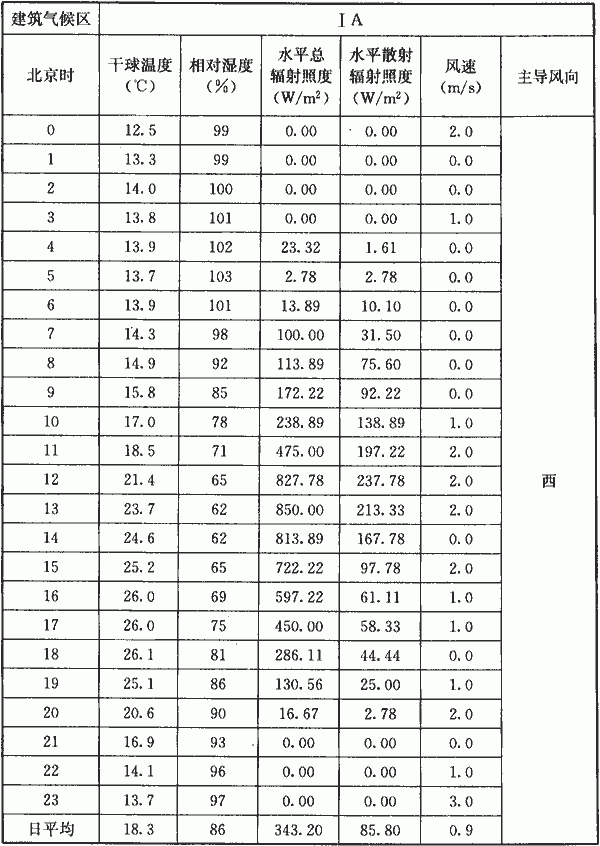 建筑气候区 ⅠA
北京时 干球温度(℃) 相对湿度(%) 水平总辐射照度(W/m²) 水平散射辐射照度(W/m²) 风速(m/s) 主导风向
0 12.5 99 0.00 0.00 2.0
1 13.3 99 0.00 0.00 0.0
2 14.0 100 0.00 0.00 0.0
3 13.8 101 0.00 0.00 1.0
4 13.9 102 23.32 1.61 0.0
5 13.7 103 2.78 2.78 0.0
6 13.9 101 13.89 10.10 0.0
7 14.3 98 100.00 31.50 0.0
8 14.9 92 113.89 75.60 0.0
9 15.8 85 172.22 92.22 0.0
10 17.0 78 238.89 138.89 1.0
11 18.5 71 475.00 197.22 2.0
12 21.4 65 827.78 237.78 2.0 西
13 23.7 62 850.00 213.33 2.0
14 24.6 62 813.89 167.78 0.0
15 25.2 65 722.22 97.78 2.0
16 26.0 69 597.22 61.11 1.0
17 26.0 75 450.00 58.33 1.0
18 26.1 81 286.11 44.44 0.0
19 25.1 86 130.56 25.00 1.0
20 20.6 90 16.67 2.78 2.0
21 16.9 93 0.00 0.00 0.0
22 14.1 96 0.00 0.00 1.0
23 13.7 97 0.00 0.00 3.0
日平均 18.3 86 343.20 85.80 0.9